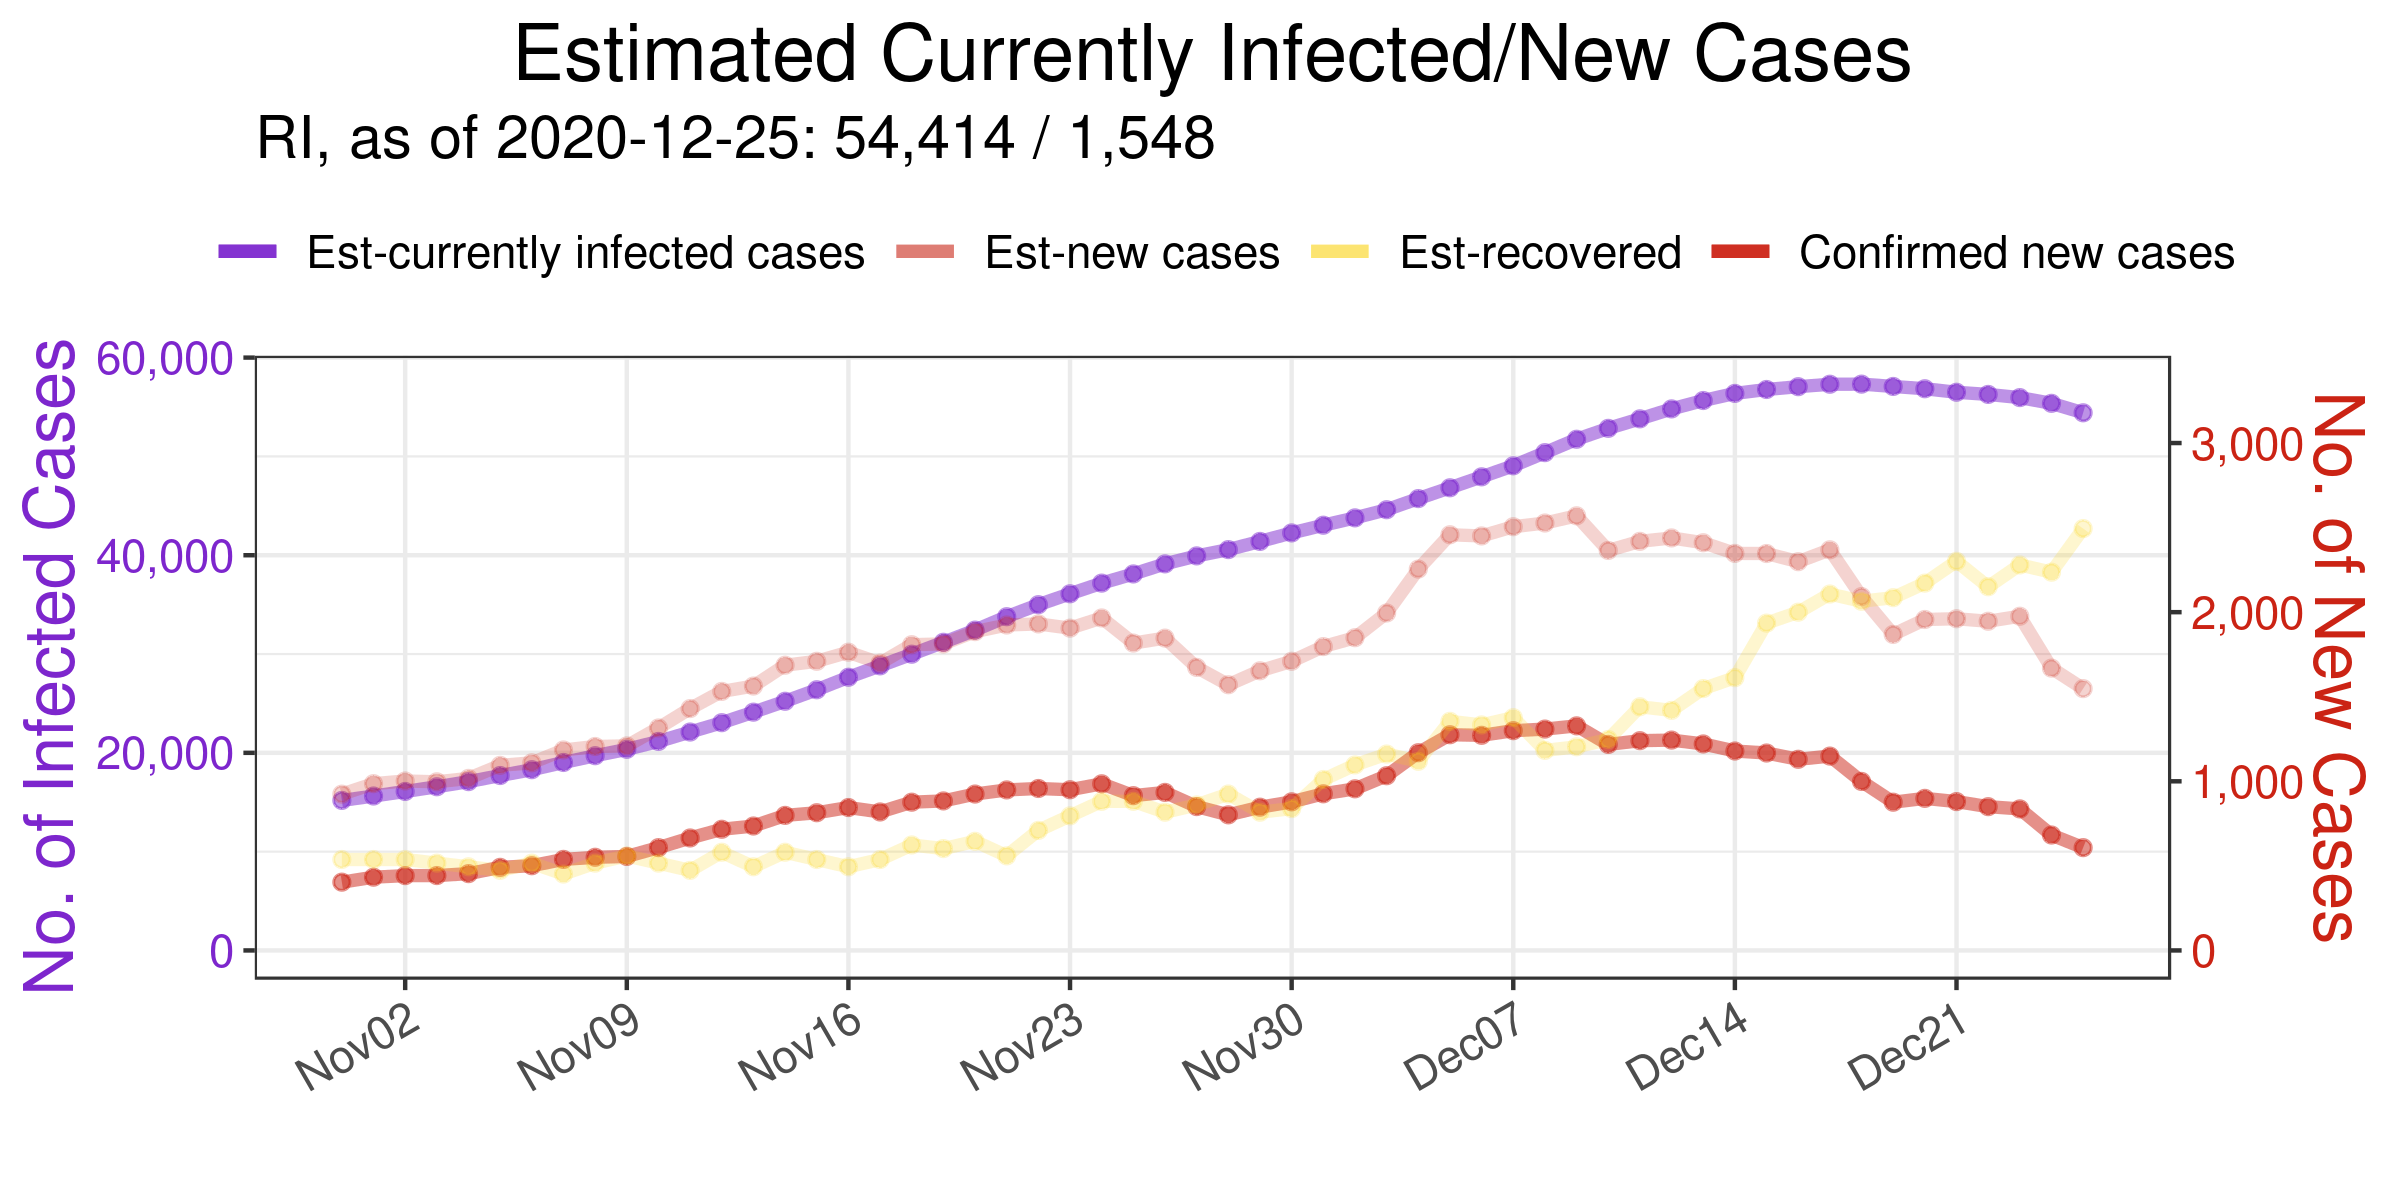 Estimated Currently Infected/New Cases
RI, as of 2020-12-25: 54,414 / 1,548
Est-currently infected cases Est-new cases Est-recovered Confirmed new cases
No. of Infected Cases
60,000
40,000
20,000
0
3,000
2,000
1,000
0
No. of New Cases
Nov02 Nov09 Nov16 Nov23 Nov30 Dec07 Dec14 Dec21